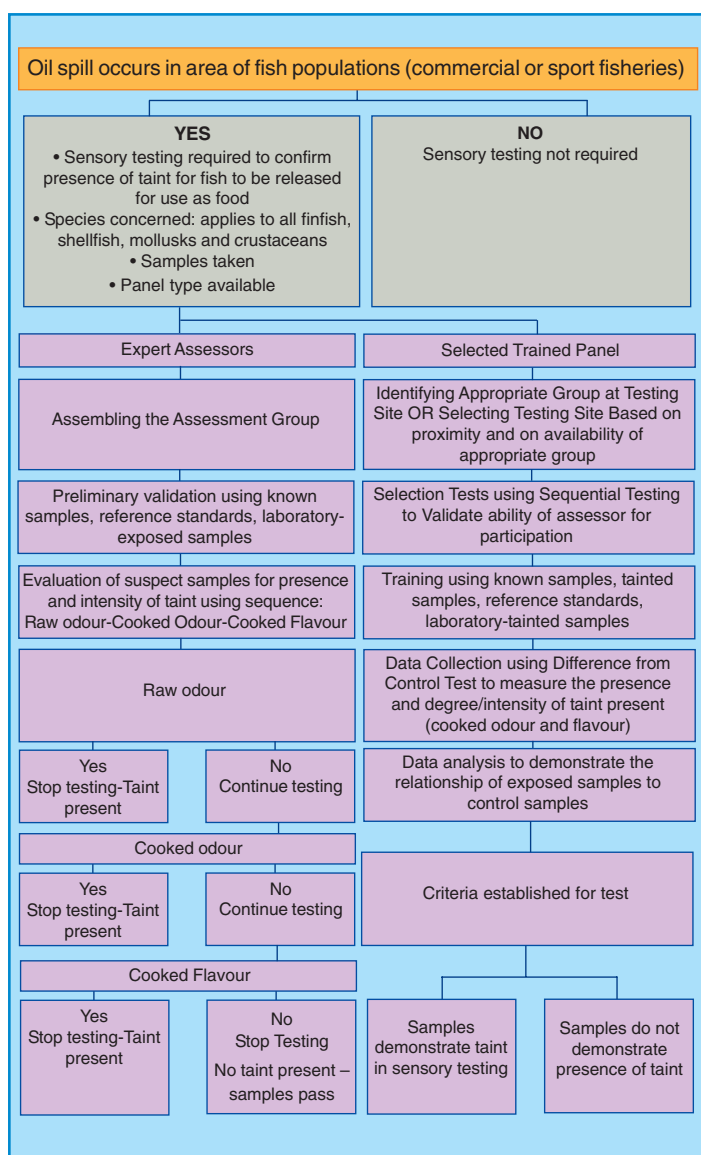 Oil spill occurs in area of fish populations (commercial or sport fisheries)
YES
• Sensory testing required to confirm
presence of taint for fish to be released
for use as food
• Species concerned: applies to all finfish,
shellfish, mollusks and crustaceans
• Samples taken
• Panel type available
NO
Sensory testing not required
Expert Assessors
Assembling the Assessment Group
Preliminary validation using known
samples, reference standards, laboratory-
exposed samples
Evaluation of suspect samples for presence
and intensity of taint using sequence:
Raw odour-Cooked Odour-Cooked Flavour
Raw odour
Yes
Stop testing-Taint
present
No
Continue testing
Cooked odour
Yes
Stop testing-Taint
present
No
Continue testing
Cooked Flavour
Yes
Stop testing-Taint
present
No
Stop Testing
No taint present –
samples pass
Selected Trained Panel
Identifying Appropriate Group at Testing
Site OR Selecting Testing Site Based on
proximity and on availability of
appropriate group
Selection Tests using Sequential Testing
to Validate ability of assessor for
participation
Training using known samples, tainted
samples, reference standards,
laboratory-tainted samples
Data Collection using Difference from
Control Test to measure the presence
and degree/intensity of taint present
(cooked odour and flavour)
Data analysis to demonstrate the
relationship of exposed samples to
control samples
Criteria established for test
Samples
demonstrate taint
in sensory testing
Samples do not
demonstrate
presence of taint